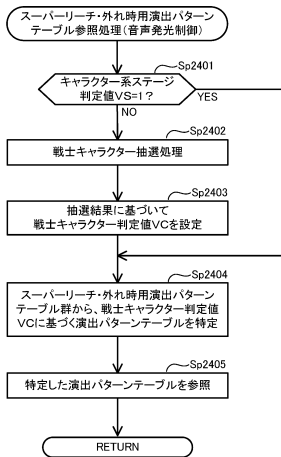 スーパーリーチ・外れ時用演出パターン
テーブル参照処理(音声発光制御)
Sp2401
キャラクター系ステージ
判定値VS=1?
YES
NO
Sp2402
戦士キャラクター抽選処理
Sp2403
抽選結果に基づいて
戦士キャラクター判定値VCを設定
Sp2404
スーパーリーチ・外れ時用演出パターン
テーブル群から、戦士キャラクター判定値
VCに基づく演出パターンテーブルを特定
Sp2405
特定した演出パターンテーブルを参照
RETURN